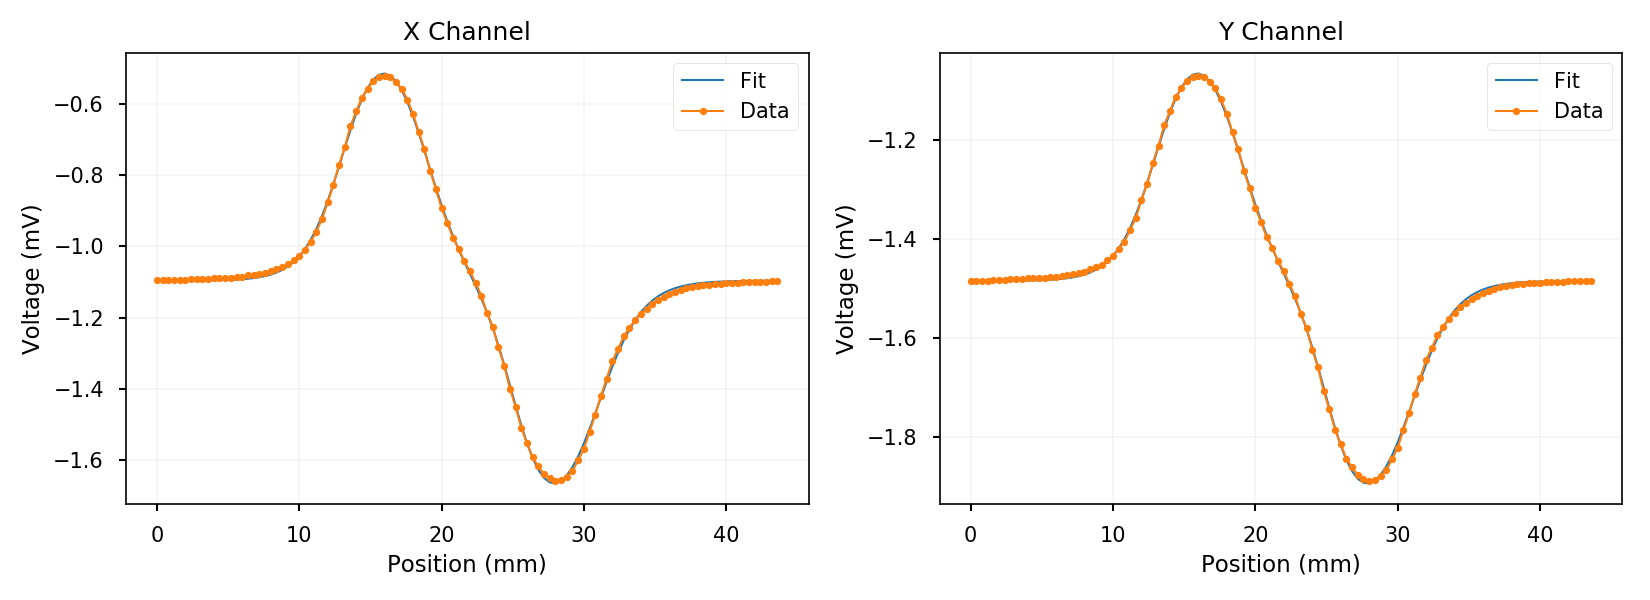 X Channel
Voltage (mV)
−0.6
−0.8
−1.0
−1.2
−1.4
−1.6
Fit
Data
0
10
20
30
40
Position (mm)
Y Channel
Voltage (mV)
−1.2
−1.4
−1.6
−1.8
Fit
Data
0
10
20
30
40
Position (mm)